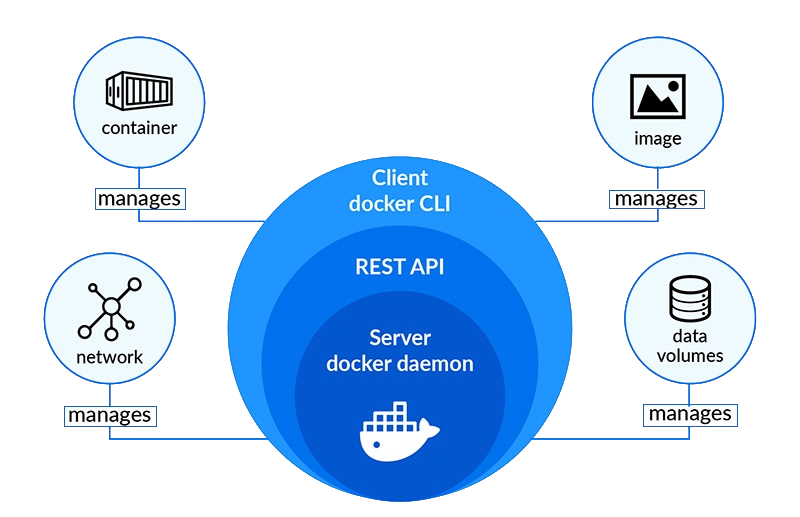 container
manages
image
manages
Client
docker CLI
REST API
Server
docker daemon
network
manages
data
volumes
manages